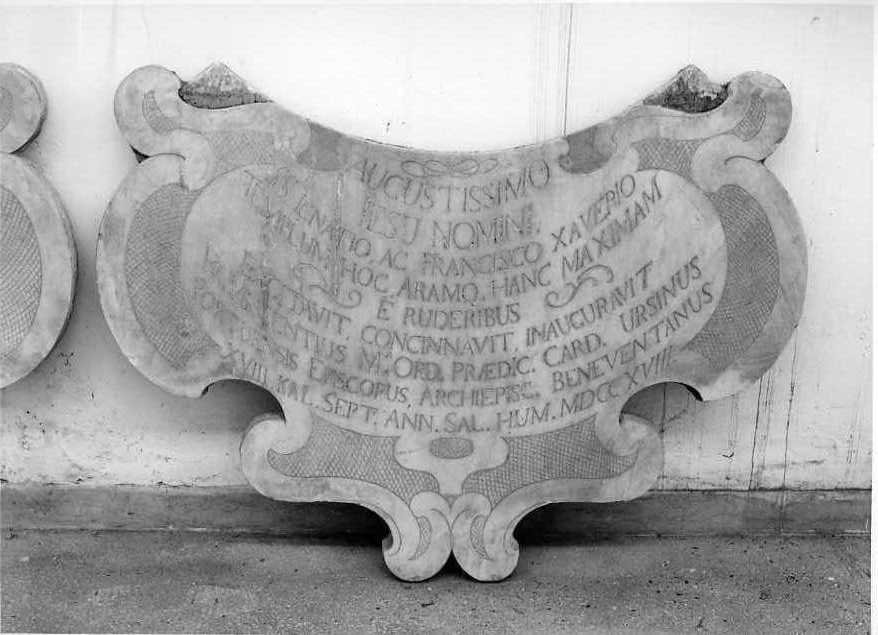 AUGUSTISSIMO
IESU NOMINI,
IGNATIO AC FRANCISCO XAVERIO
TEMPLUM HOC, ARAMQ. HANC MAXIMAM
È RUDERIBUS
CONCINNAVIT, INAUGURAVIT
M.ORD. PRÆDIC. CARD. URSINUS
EPISCOPUS, ARCHIEPISC. BENEVENTANUS
XVIII. KAL. SEPT. ANN. SAL. HUM. MDCCXVIII.